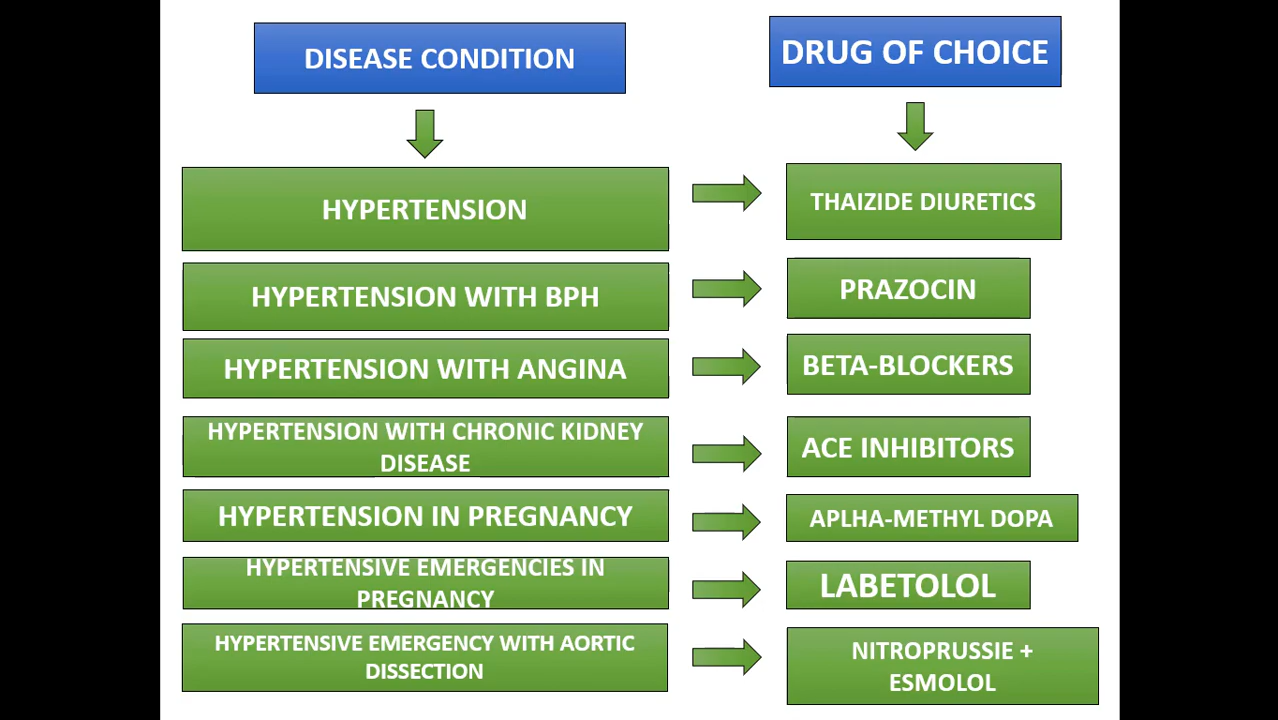 DISEASE CONDITION
DRUG OF CHOICE
HYPERTENSION
THAIZIDE DIURETICS
HYPERTENSION WITH BPH
PRAZOCIN
HYPERTENSION WITH ANGINA
BETA-BLOCKERS
HYPERTENSION WITH CHRONIC KIDNEY
DISEASE
ACE INHIBITORS
HYPERTENSION IN PREGNANCY
APLHA-METHYL DOPA
HYPERTENSIVE EMERGENCIES IN
PREGNANCY
LABETOLOL
HYPERTENSIVE EMERGENCY WITH AORTIC
DISSECTION
NITROPRUSSIE +
ESMOLOL